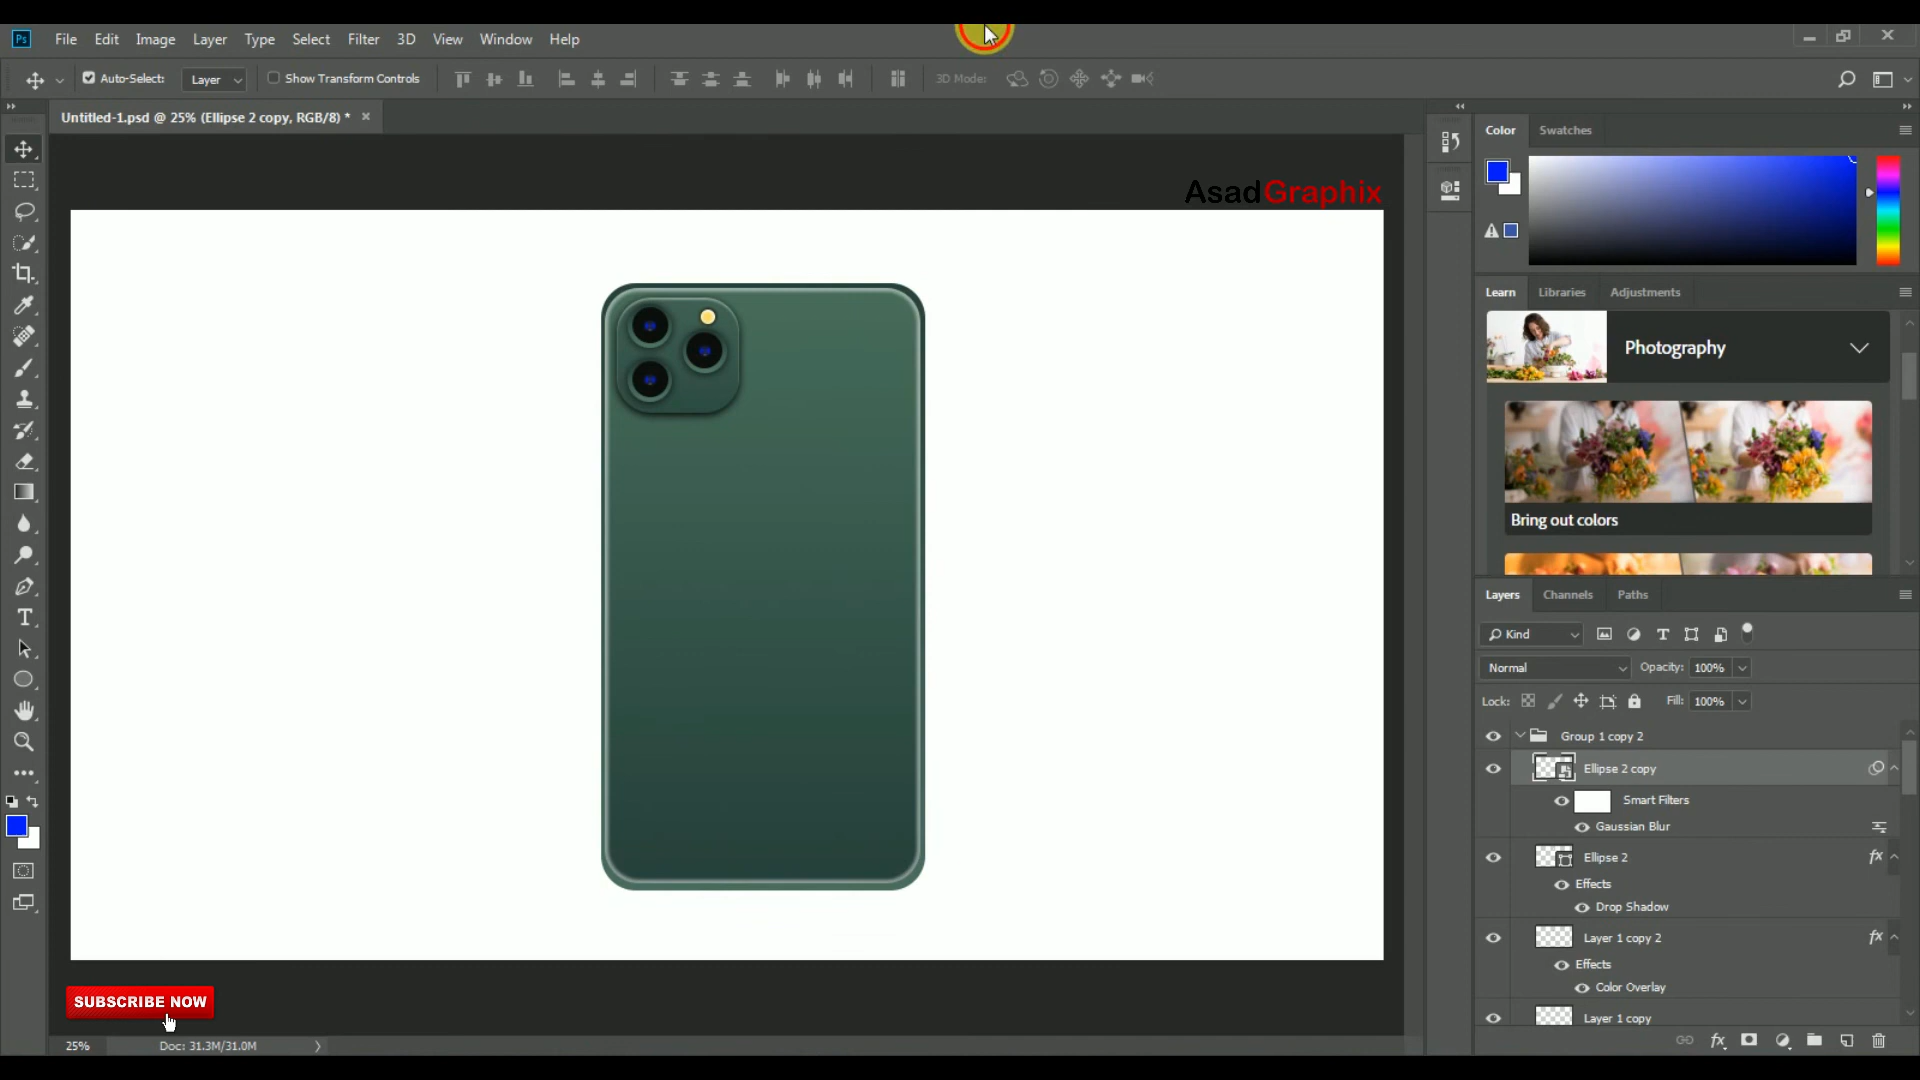 Ps File Edit Image Layer Type Select Filter 3D View Window Help
Auto-Select: Layer Show Transform Controls 3D Mode:
Untitled-1.psd @ 25% (Ellipse 2 copy, RGB/8) * ×
Color Swatches
AsadGraphix
Learn Libraries Adjustments
Photography
Bring out colors
Layers Channels Paths
Kind
Normal Opacity: 100%
Lock: Fill: 100%
Group 1 copy 2
Ellipse 2 copy
Smart Filters
Gaussian Blur
Ellipse 2 fx
Effects
Drop Shadow
Layer 1 copy 2 fx
Effects
Color Overlay
Layer 1 copy
SUBSCRIBE NOW
25% Doc: 31.3M/31.0M
fx